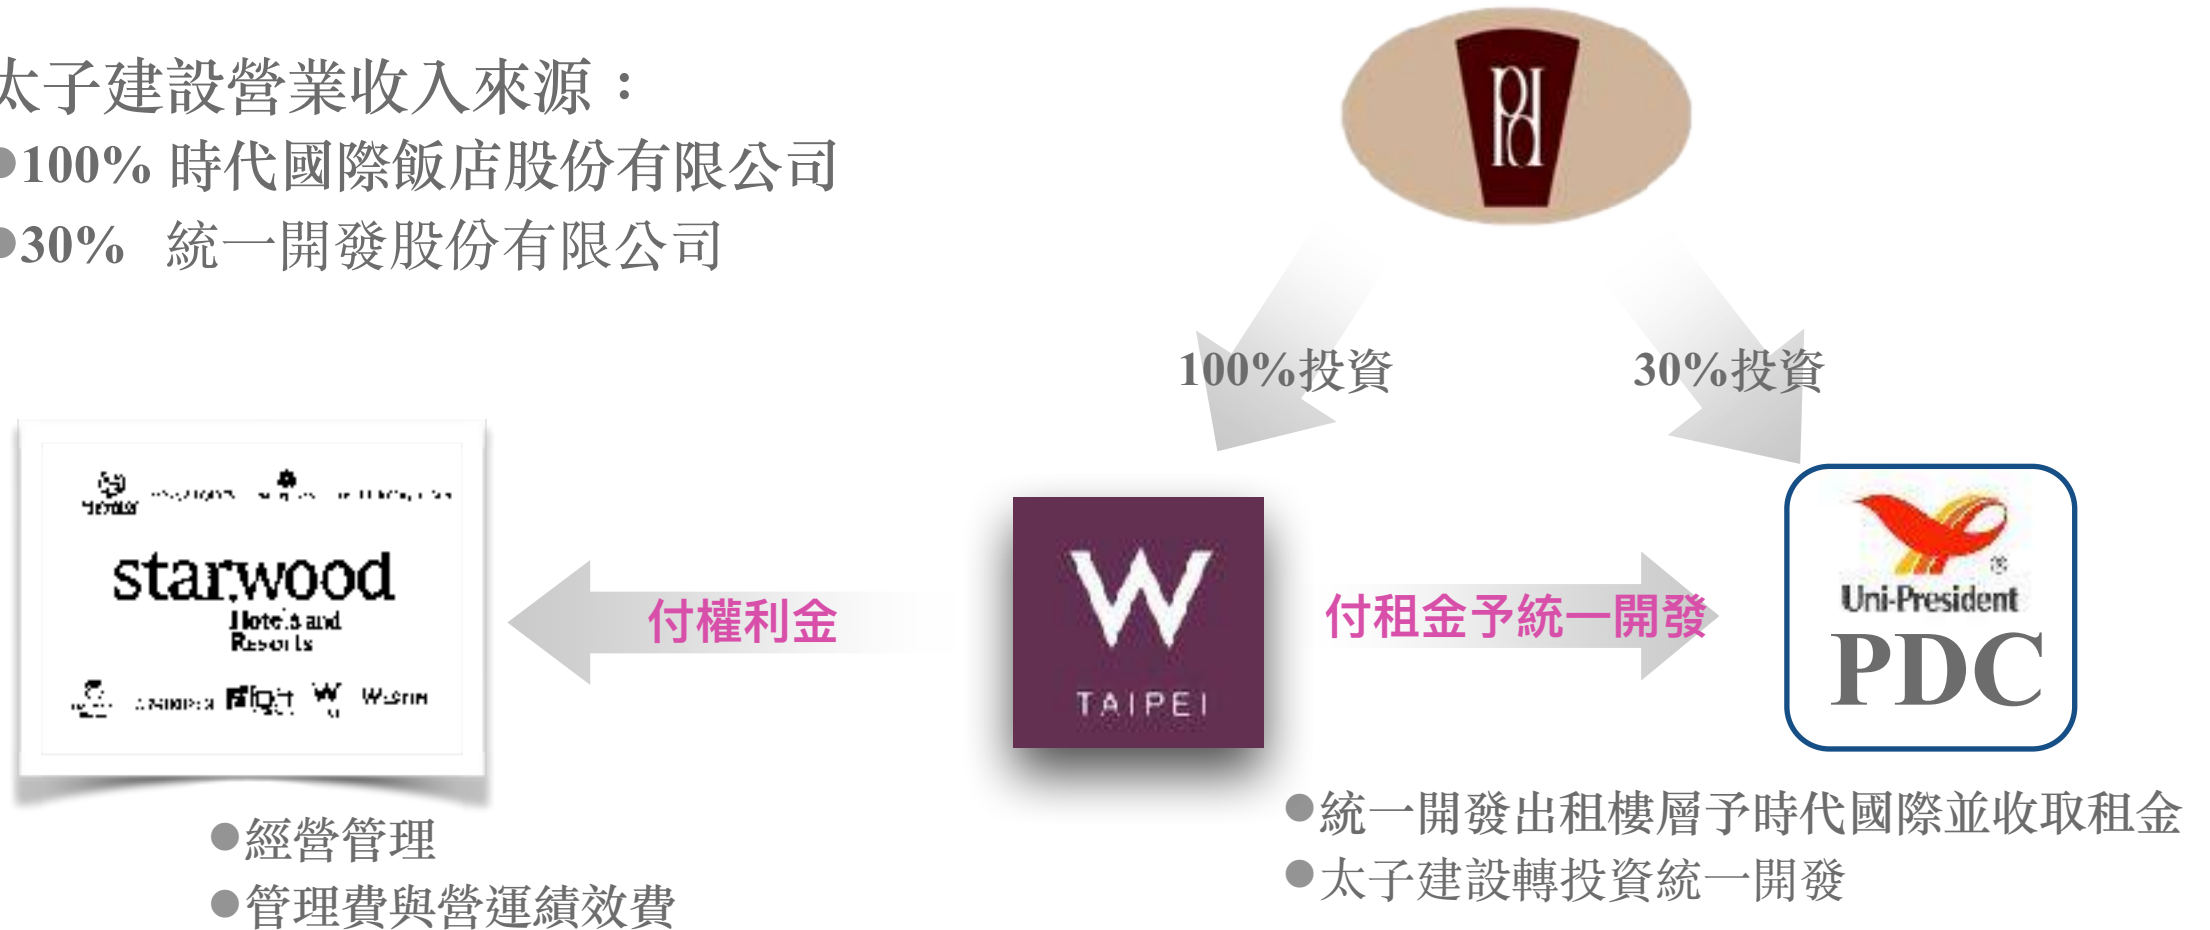 太子建設營業收入來源：
●100% 時代國際飯店股份有限公司
●30% 統一開發股份有限公司
100%投資
30%投資
starwood
Hotels and
Resorts
WESTIN
付權利金
W
TAIPEI
付租金予統一開發
Uni-President
®
PDC
●經營管理
●管理費與營運績效費
●統一開發出租樓層予時代國際並收取租金
●太子建設轉投資統一開發